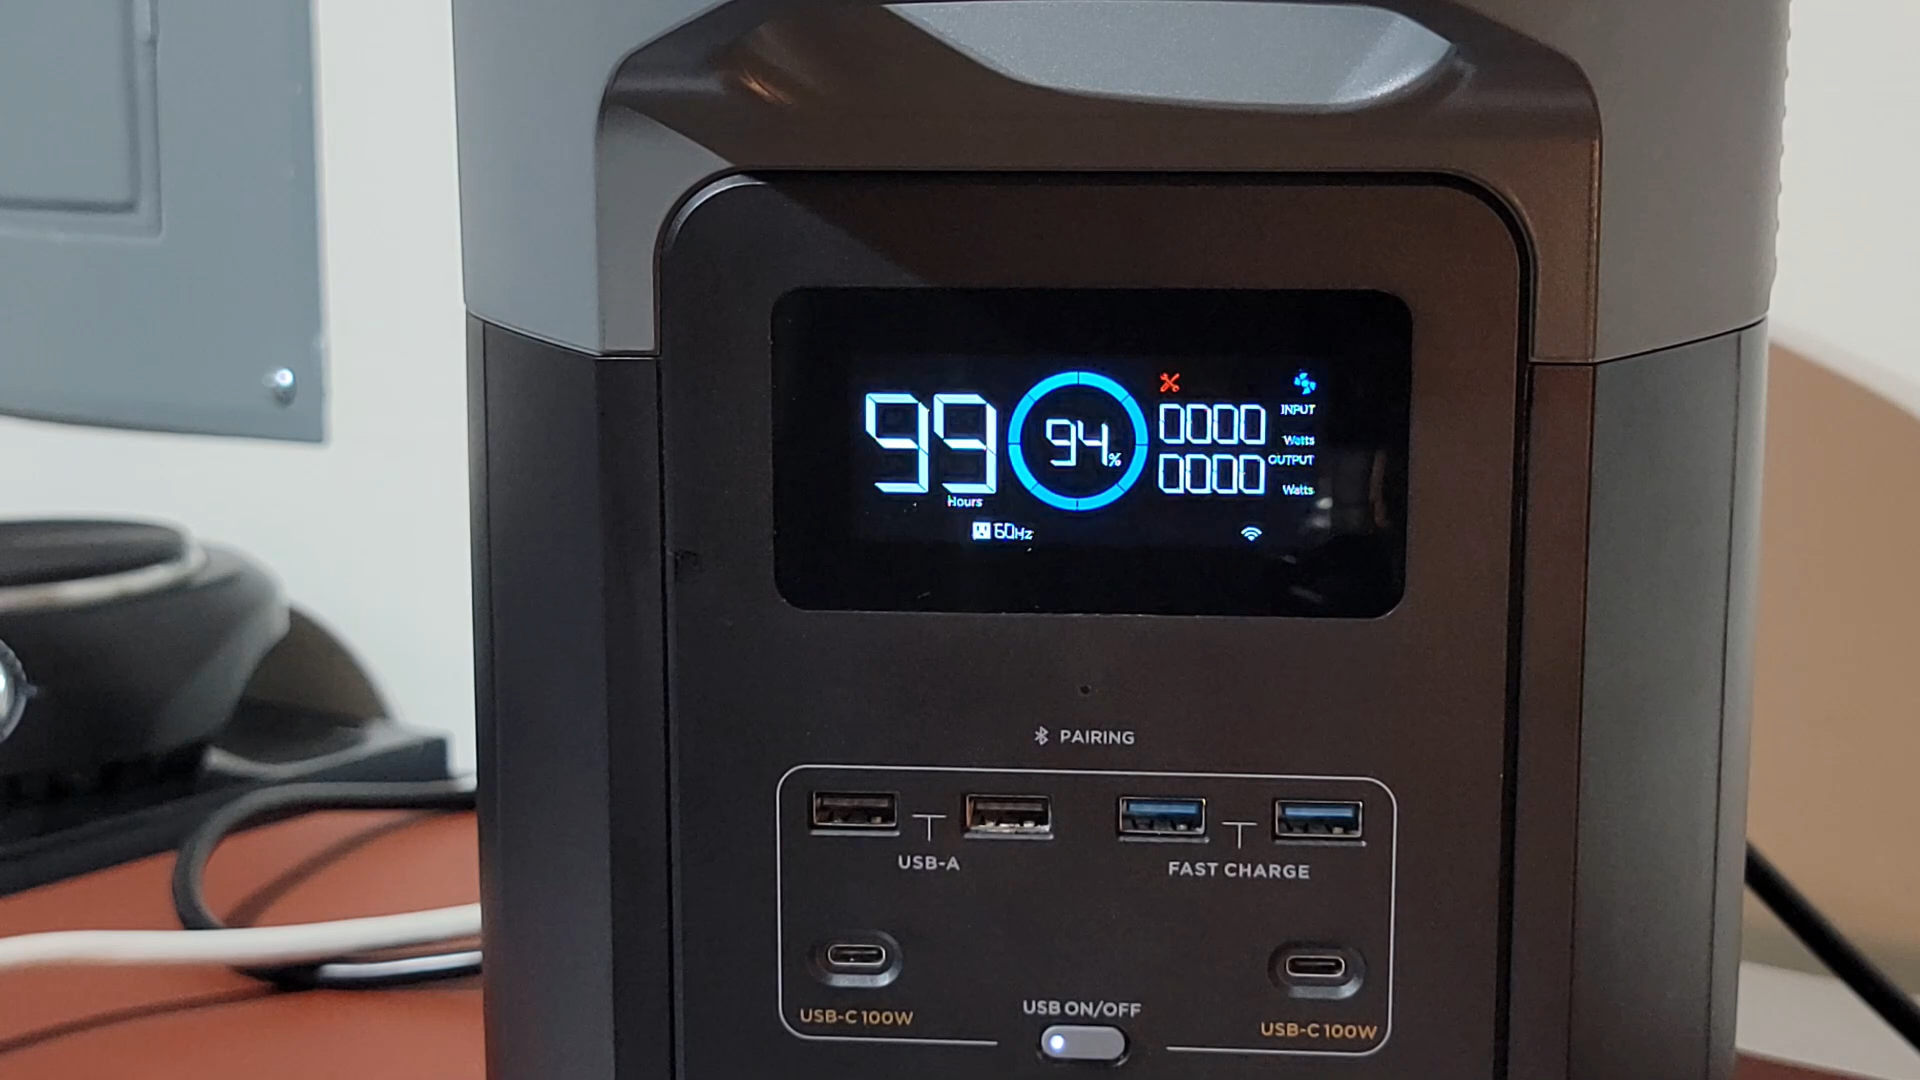 99
Hours
94%
0000
INPUT
Watts
0000
OUTPUT
Watts
60Hz
PAIRING
USB-A
FAST CHARGE
USB-C 100W
USB ON/OFF
USB-C 100W